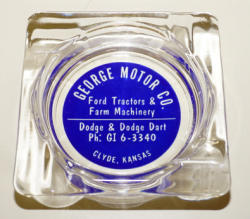 GEORGE MOTOR CO.
Ford Tractors &
Farm Machinery
Dodge & Dodge Dart
Ph: GI 6-3340
CLYDE, KANSAS